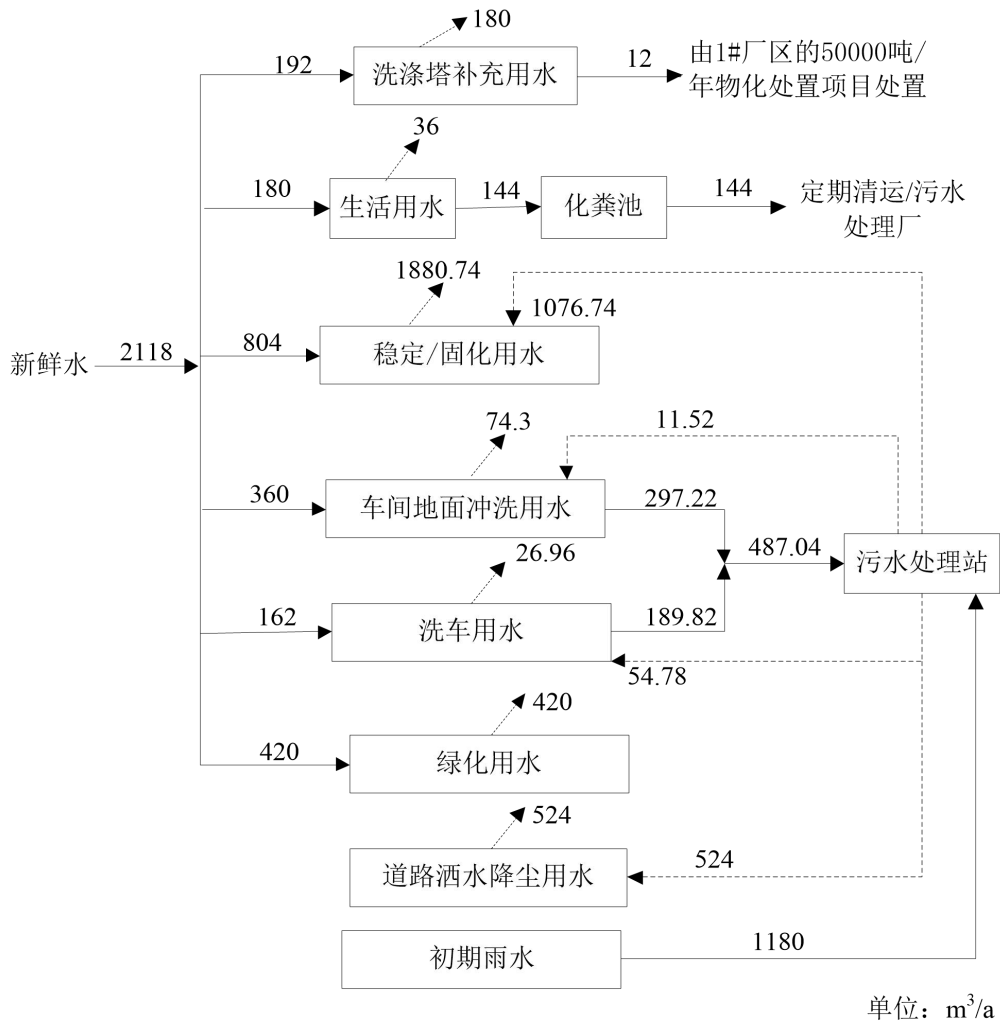 180
192
洗涤塔补充用水
12
由1#厂区的50000吨/
年物化处置项目处置
36
180
生活用水
144
化粪池
144
定期清运/污水
处理厂
1880.74
1076.74
新鲜水
2118
804
稳定/固化用水
74.3
11.52
360
车间地面冲洗用水
297.22
26.96
487.04
污水处理站
162
洗车用水
189.82
54.78
420
420
绿化用水
524
道路洒水降尘用水
524
初期雨水
1180
单位：m³/a